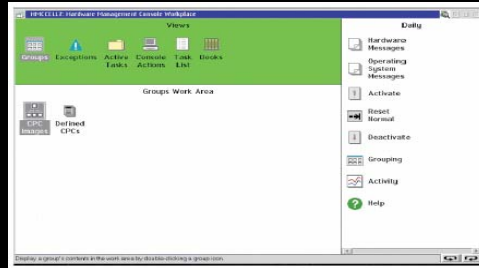 HMCCELLE: Hardware Management Console Workplace
Views
Groups
Exceptions
Active
Tasks
Console
Actions
Task
List
Books
Groups Work Area
CPC
Images
Defined
CPCs
Daily
Hardware
Messages
Operating
System
Messages
Activate
Reset
Normal
Deactivate
Grouping
Activity
Help
Display a group's contents in the work area by double-clicking a group icon.